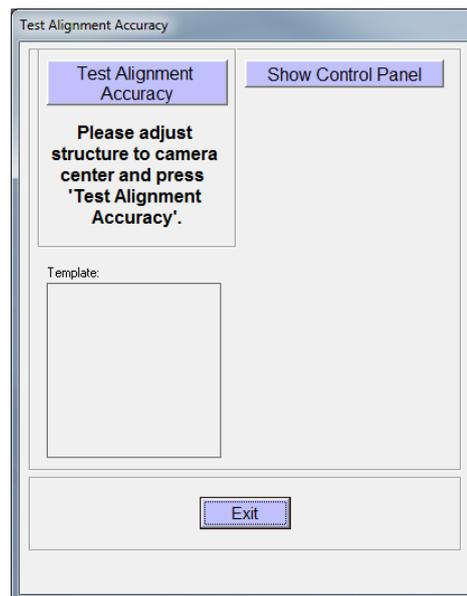 Test Alignment Accuracy
Test Alignment
Accuracy
Show Control Panel
Please adjust
structure to camera
center and press
'Test Alignment
Accuracy'.
Template:
Exit